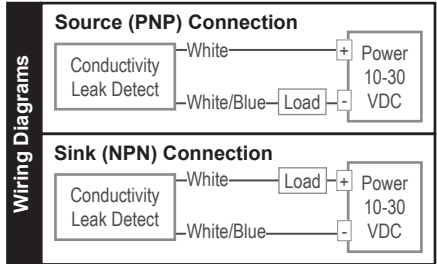 Wiring Diagrams
Source (PNP) Connection
Conductivity
Leak Detect
White
White/Blue
Load
+
-
Power
10-30
VDC
Sink (NPN) Connection
Conductivity
Leak Detect
White
Load
White/Blue
+
-
Power
10-30
VDC